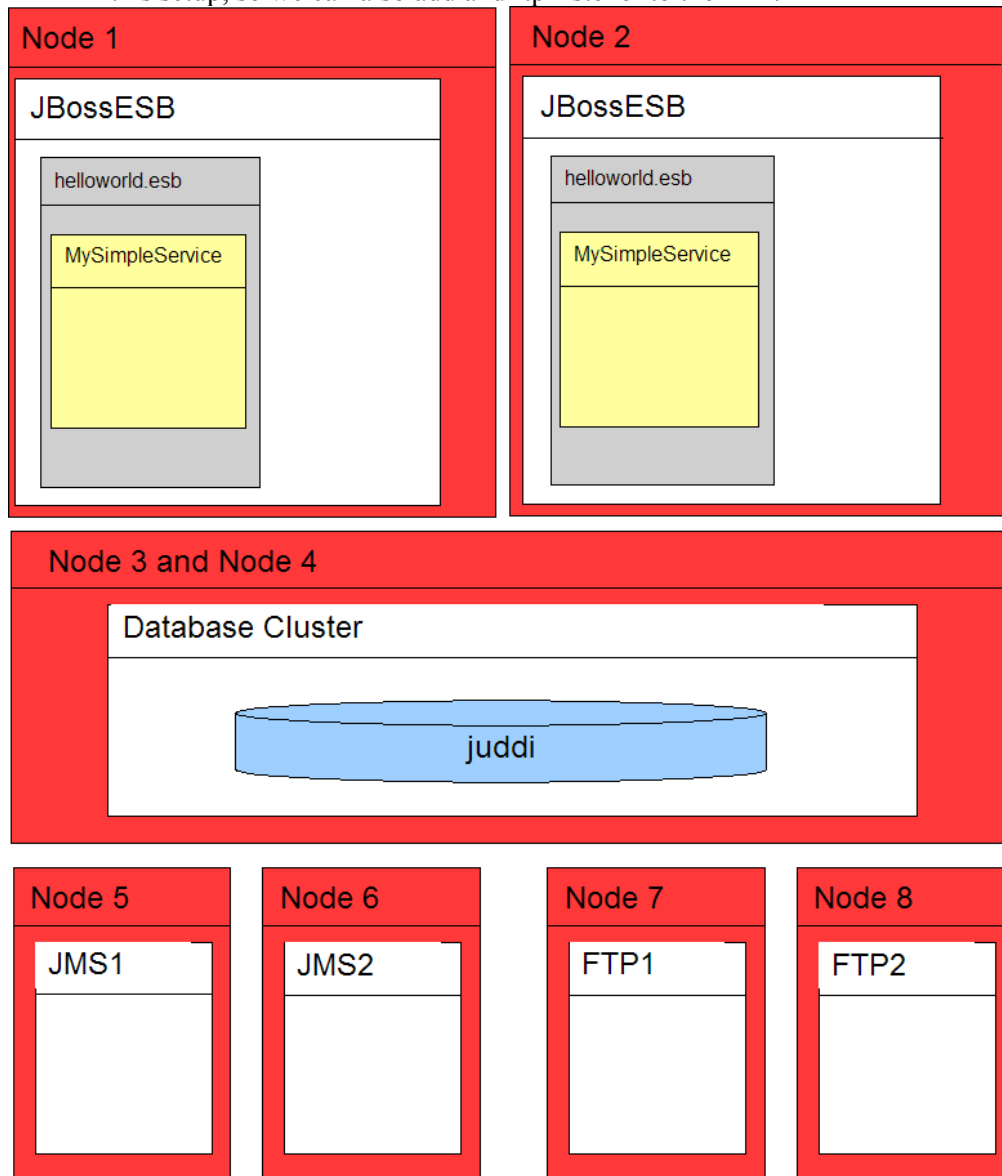 Node 1
Node 2
JBossESB
JBossESB
helloworld.esb
helloworld.esb
MySimpleService
MySimpleService
Node 3 and Node 4
Database Cluster
juddi
Node 5
Node 6
Node 7
Node 8
JMS1
JMS2
FTP1
FTP2